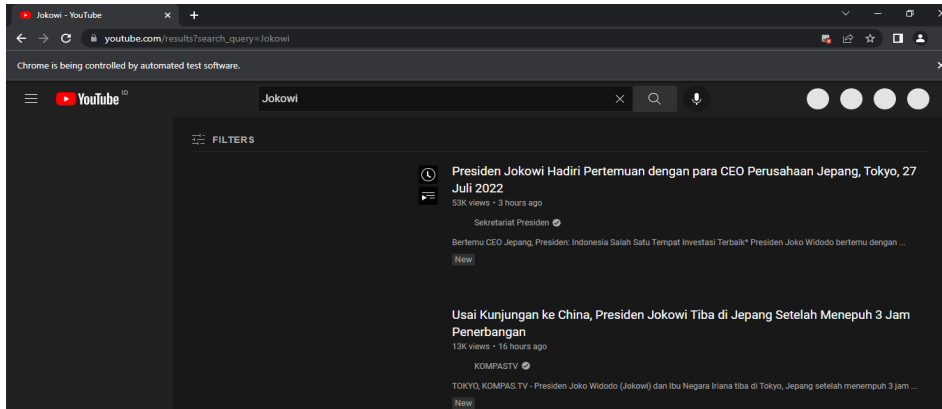 Jokowi - YouTube
youtube.com/results?search_query=Jokowi
Chrome is being controlled by automated test software.
YouTube ID
Jokowi
FILTERS
Presiden Jokowi Hadiri Pertemuan dengan para CEO Perusahaan Jepang, Tokyo, 27
Juli 2022
53K views • 3 hours ago
Sekretariat Presiden
Bertemu CEO Jepang, Presiden: Indonesia Salah Satu Tempat Investasi Terbaik* Presiden Joko Widodo bertemu dengan ...
New
Usai Kunjungan ke China, Presiden Jokowi Tiba di Jepang Setelah Menepuh 3 Jam
Penerbangan
13K views • 16 hours ago
KOMPASTV
TOKYO, KOMPAS.TV - Presiden Joko Widodo (Jokowi) dan Ibu Negara Iriana tiba di Tokyo, Jepang setelah menempuh 3 jam ...
New